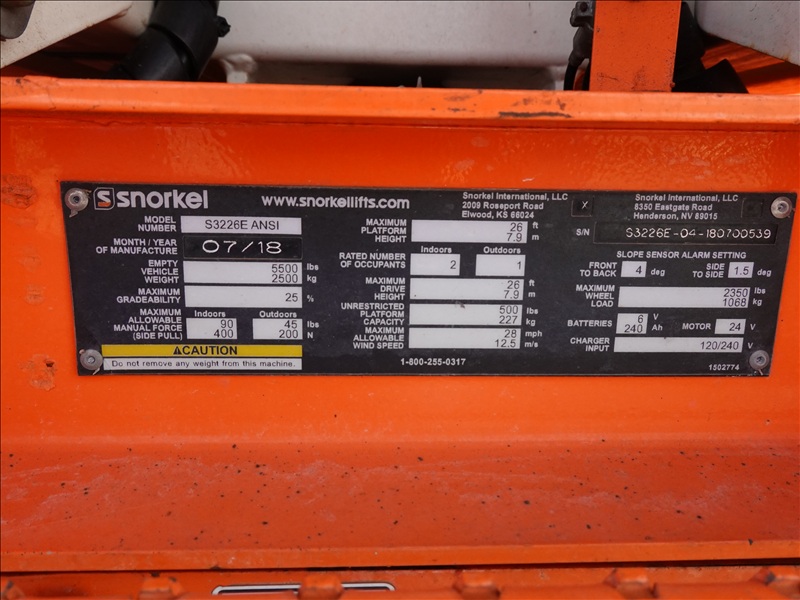 snorkel
www.snorkellifts.com
Snorkel International, LLC
2009 Roseport Road
Elwood, KS 66024
X
Snorkel International, LLC
8350 Eastgate Road
Henderson, NV 89015
MODEL NUMBER S3226E ANSI
MONTH / YEAR OF MANUFACTURE 07/18
EMPTY VEHICLE WEIGHT 5500 lbs 2500 kg
MAXIMUM GRADEABILITY 25 %
MAXIMUM ALLOWABLE MANUAL FORCE (SIDE PULL) Indoors 90 400 Outdoors 45 200 lbs N
⚠CAUTION
Do not remove any weight from this machine.
MAXIMUM PLATFORM HEIGHT 26 ft 7.9 m
RATED NUMBER OF OCCUPANTS Indoors 2 Outdoors 1
MAXIMUM DRIVE HEIGHT 26 ft 7.9 m
UNRESTRICTED PLATFORM CAPACITY 500 lbs 227 kg
MAXIMUM ALLOWABLE WIND SPEED 28 mph 12.5 m/s
1-800-255-0317
S/N S3226E-04-180700539
SLOPE SENSOR ALARM SETTING
FRONT TO BACK 4 deg SIDE TO SIDE 1.5 deg
MAXIMUM WHEEL LOAD 2350 lbs 1068 kg
BATTERIES 6 V 240 Ah MOTOR 24 V
CHARGER INPUT 120/240 V
1502774